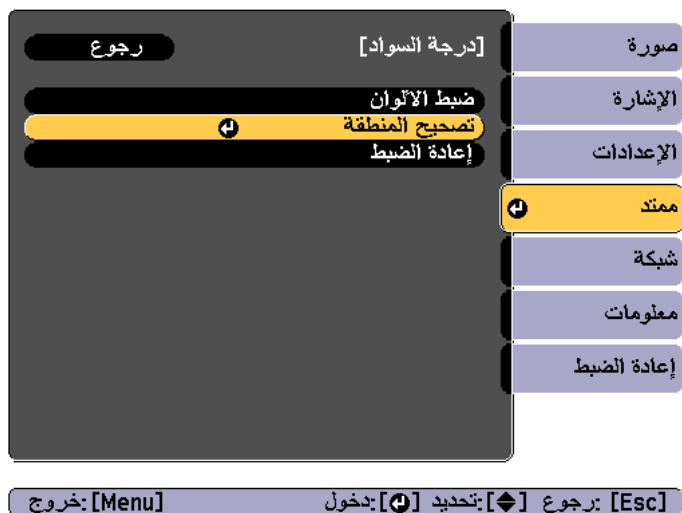 صورة
الإشارة
الإعدادات
ممتد
شبكة
معلومات
إعادة الضبط
[درجة السواد] رجوع
ضبط الألوان
تصحيح المنطقة
إعادة الضبط
[Esc] :رجوع [◆]:تحديد [↵]:دخول [Menu]:خروج